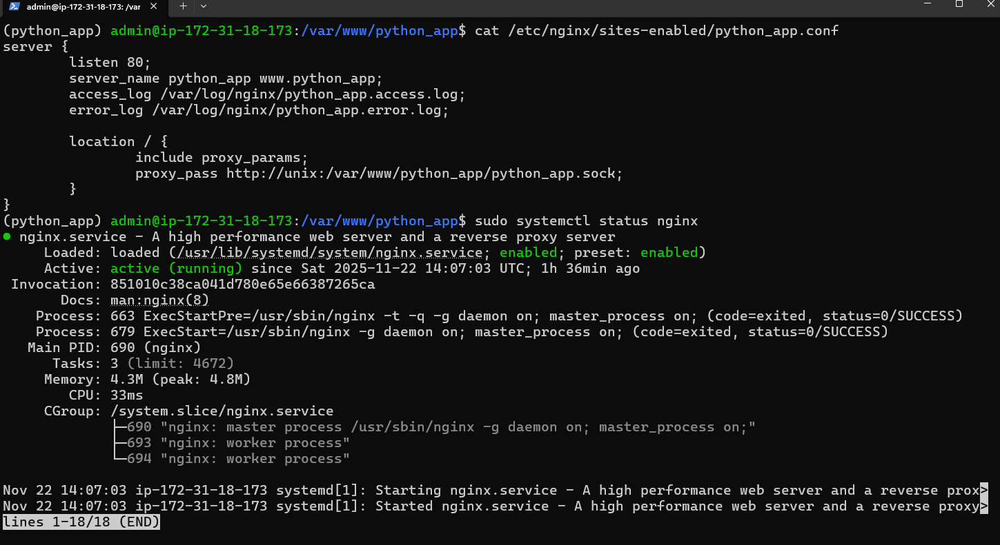 admin@ip-172-31-18-173: /var
(python_app) admin@ip-172-31-18-173:/var/www/python_app$ cat /etc/nginx/sites-enabled/python_app.conf
server {
        listen 80;
        server_name python_app www.python_app;
        access_log /var/log/nginx/python_app.access.log;
        error_log /var/log/nginx/python_app.error.log;

        location / {
                include proxy_params;
                proxy_pass http://unix:/var/www/python_app/python_app.sock;
        }
}
(python_app) admin@ip-172-31-18-173:/var/www/python_app$ sudo systemctl status nginx
● nginx.service - A high performance web server and a reverse proxy server
     Loaded: loaded (/usr/lib/systemd/system/nginx.service; enabled; preset: enabled)
     Active: active (running) since Sat 2025-11-22 14:07:03 UTC; 1h 36min ago
 Invocation: 851010c38ca041d780e65e66387265ca
       Docs: man:nginx(8)
    Process: 663 ExecStartPre=/usr/sbin/nginx -t -q -g daemon on; master_process on; (code=exited, status=0/SUCCESS)
    Process: 679 ExecStart=/usr/sbin/nginx -g daemon on; master_process on; (code=exited, status=0/SUCCESS)
   Main PID: 690 (nginx)
      Tasks: 3 (limit: 4672)
     Memory: 4.3M (peak: 4.8M)
        CPU: 33ms
     CGroup: /system.slice/nginx.service
             ├─690 "nginx: master process /usr/sbin/nginx -g daemon on; master_process on;"
             ├─693 "nginx: worker process"
             └─694 "nginx: worker process"

Nov 22 14:07:03 ip-172-31-18-173 systemd[1]: Starting nginx.service - A high performance web server and a reverse prox>
Nov 22 14:07:03 ip-172-31-18-173 systemd[1]: Started nginx.service - A high performance web server and a reverse proxy>
lines 1-18/18 (END)